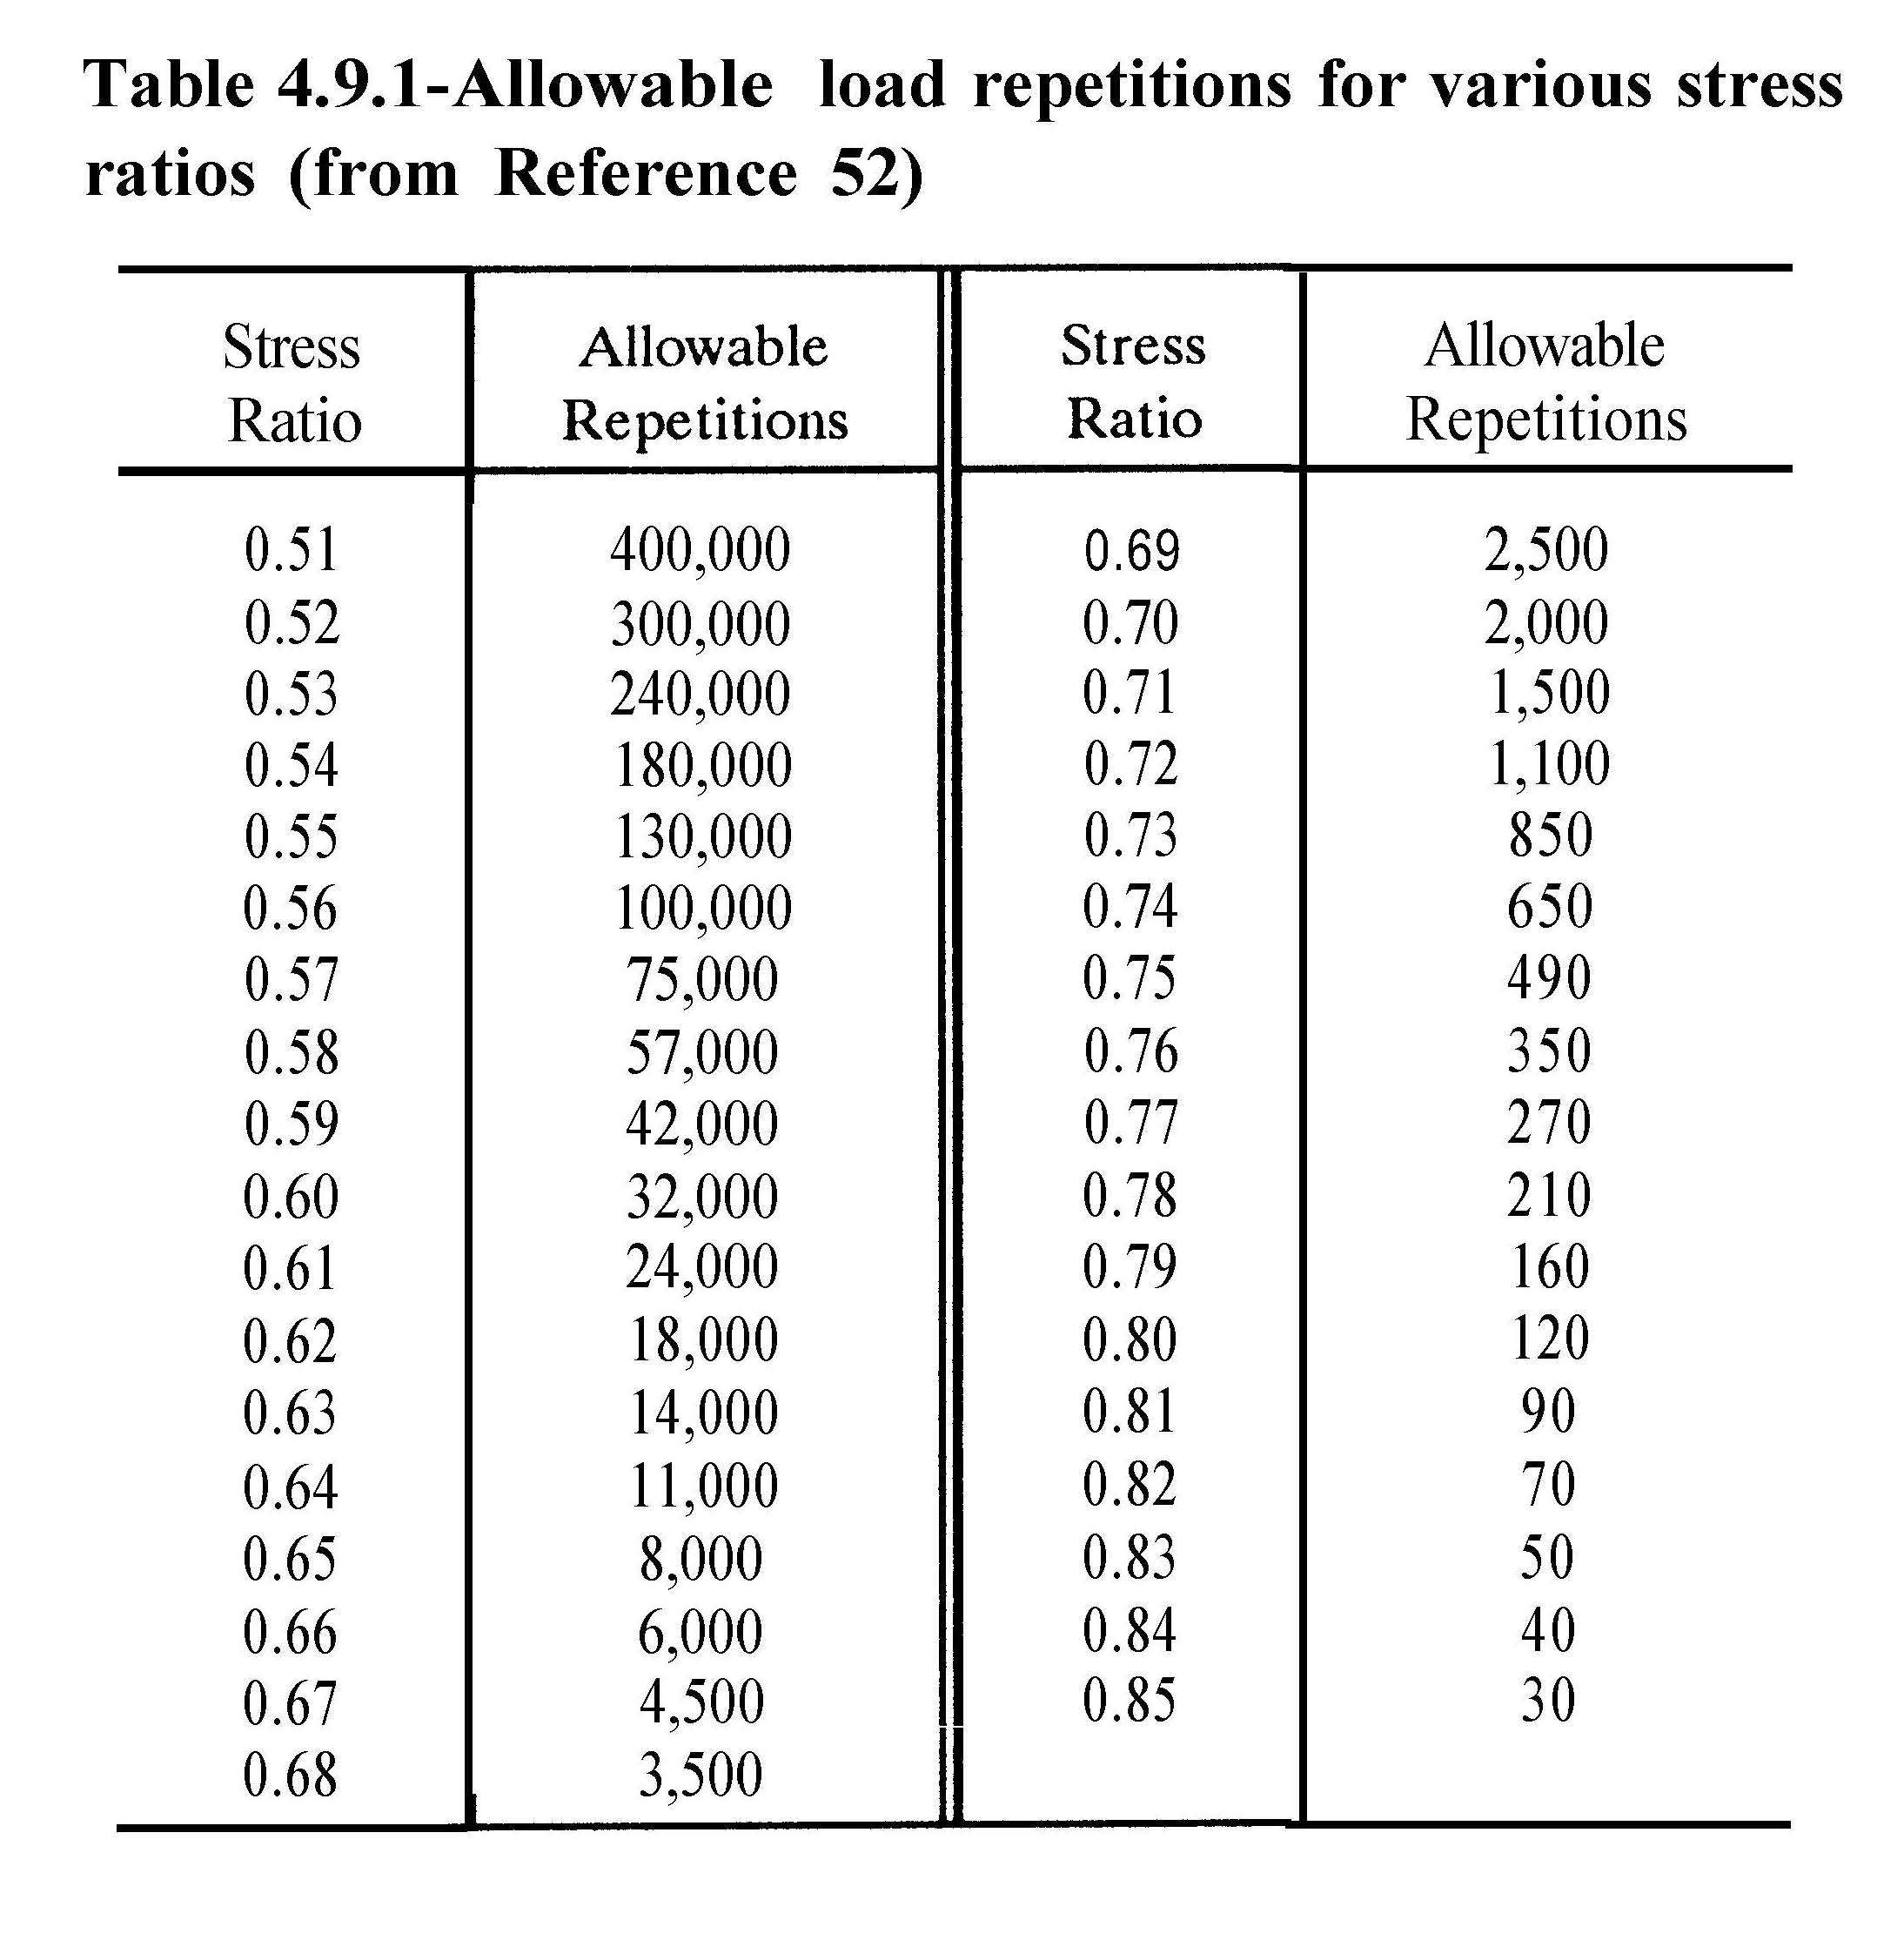 Table 4.9.1-Allowable load repetitions for various stress
ratios (from Reference 52)
Stress Ratio Allowable Repetitions Stress Ratio Allowable Repetitions
0.51 400,000 0.69 2,500
0.52 300,000 0.70 2,000
0.53 240,000 0.71 1,500
0.54 180,000 0.72 1,100
0.55 130,000 0.73 850
0.56 100,000 0.74 650
0.57 75,000 0.75 490
0.58 57,000 0.76 350
0.59 42,000 0.77 270
0.60 32,000 0.78 210
0.61 24,000 0.79 160
0.62 18,000 0.80 120
0.63 14,000 0.81 90
0.64 11,000 0.82 70
0.65 8,000 0.83 50
0.66 6,000 0.84 40
0.67 4,500 0.85 30
0.68 3,500